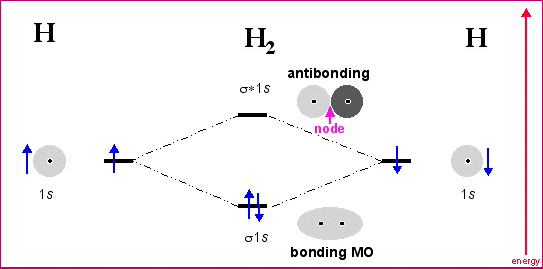 H
H2
H
antibonding
σ*1s
node
1s
1s
σ1s
bonding MO
energy